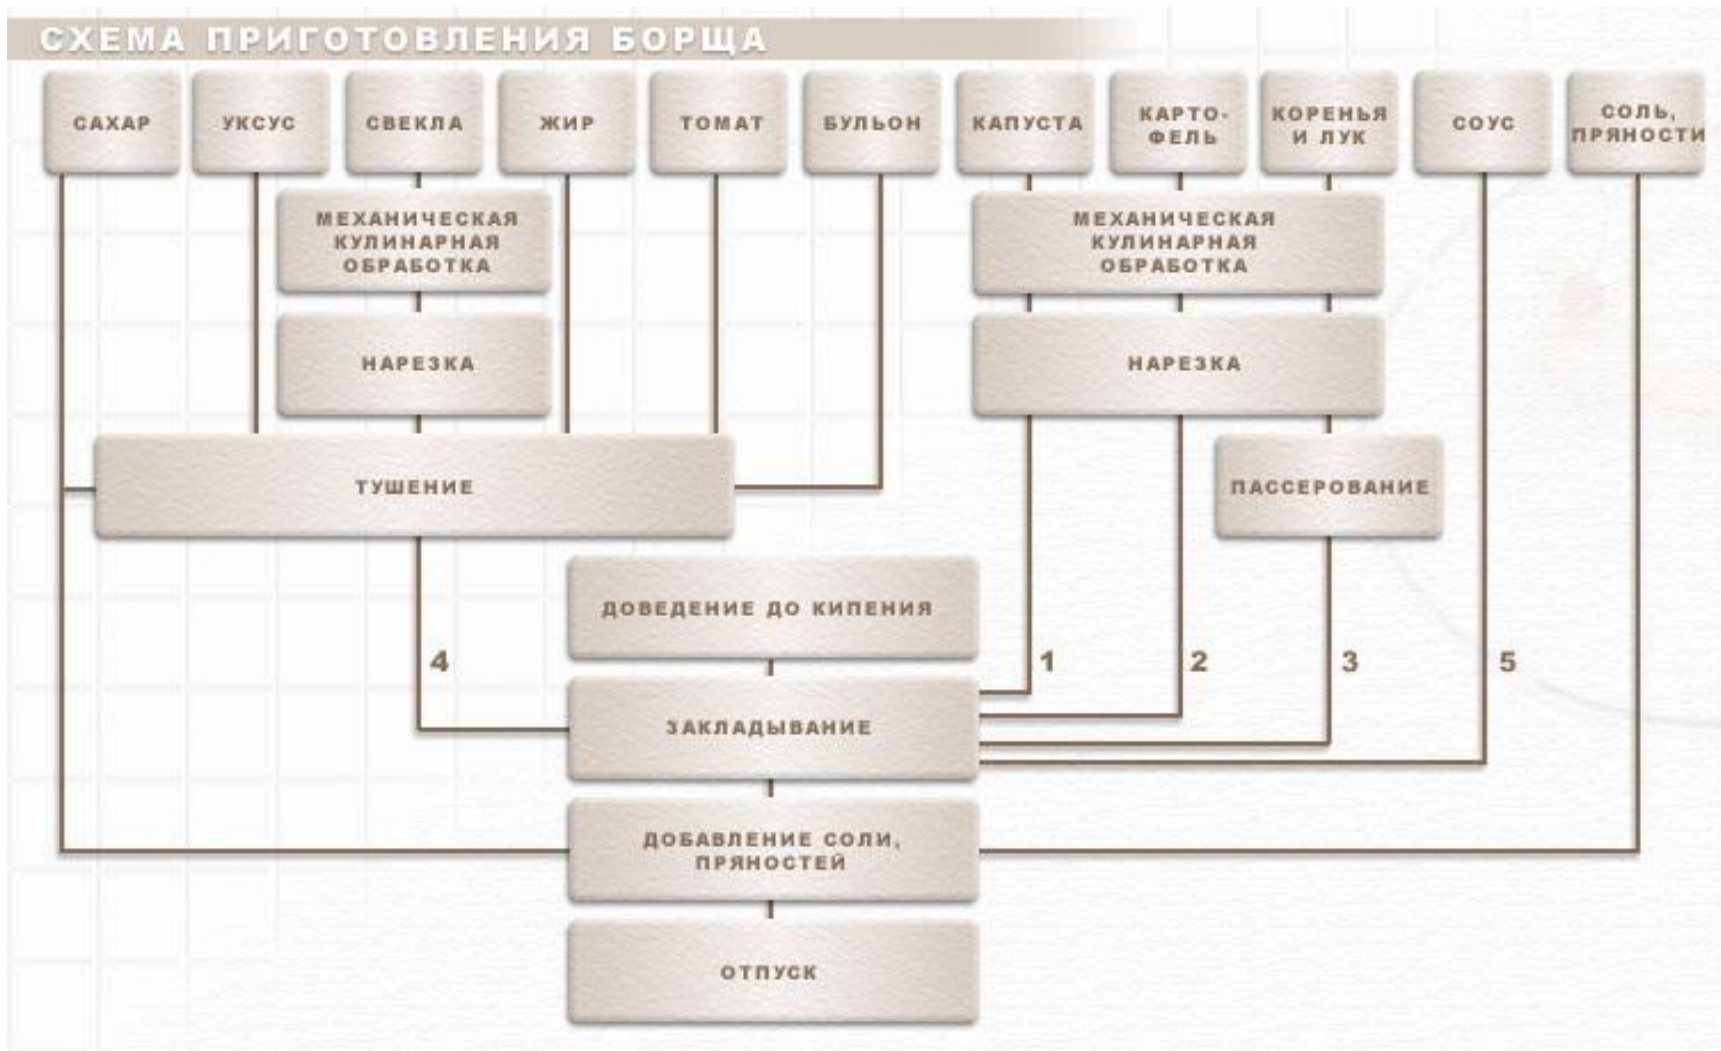 СХЕМА ПРИГОТОВЛЕНИЯ БОРЩА
САХАР
УКСУС
СВЕКЛА
ЖИР
ТОМАТ
БУЛЬОН
КАПУСТА
КАРТО-
ФЕЛЬ
КОРЕНЬЯ
И ЛУК
СОУС
СОЛЬ,
ПРЯНОСТИ
МЕХАНИЧЕСКАЯ
КУЛИНАРНАЯ
ОБРАБОТКА
МЕХАНИЧЕСКАЯ
КУЛИНАРНАЯ
ОБРАБОТКА
НАРЕЗКА
НАРЕЗКА
ТУШЕНИЕ
ПАССЕРОВАНИЕ
ДОВЕДЕНИЕ ДО КИПЕНИЯ
4
1
2
3
5
ЗАКЛАДЫВАНИЕ
ДОБАВЛЕНИЕ СОЛИ,
ПРЯНОСТЕЙ
ОТПУСК